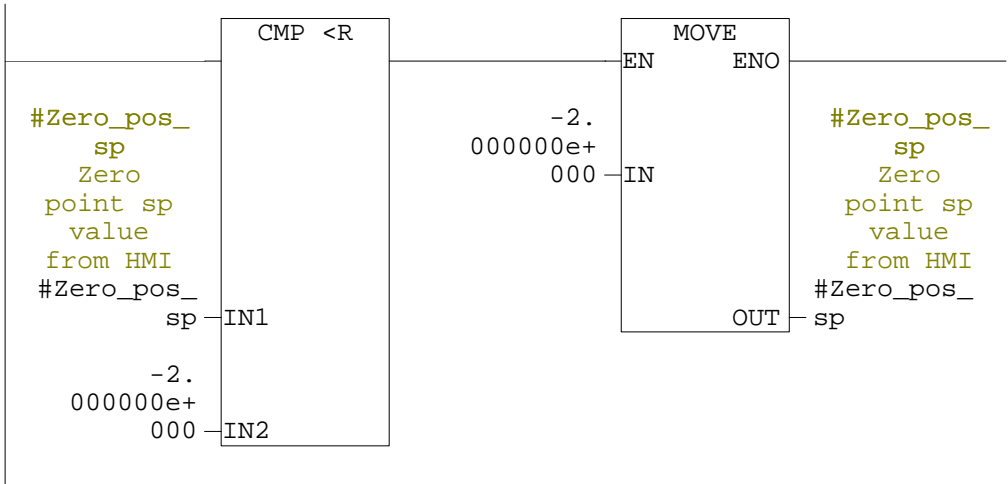 CMP <R
MOVE
EN ENO
#Zero_pos_
sp
Zero
point sp
value
from HMI
#Zero_pos_
sp IN1
-2.
000000e+
000 IN2
-2.
000000e+
000 IN
#Zero_pos_
sp
Zero
point sp
value
from HMI
#Zero_pos_
OUT sp